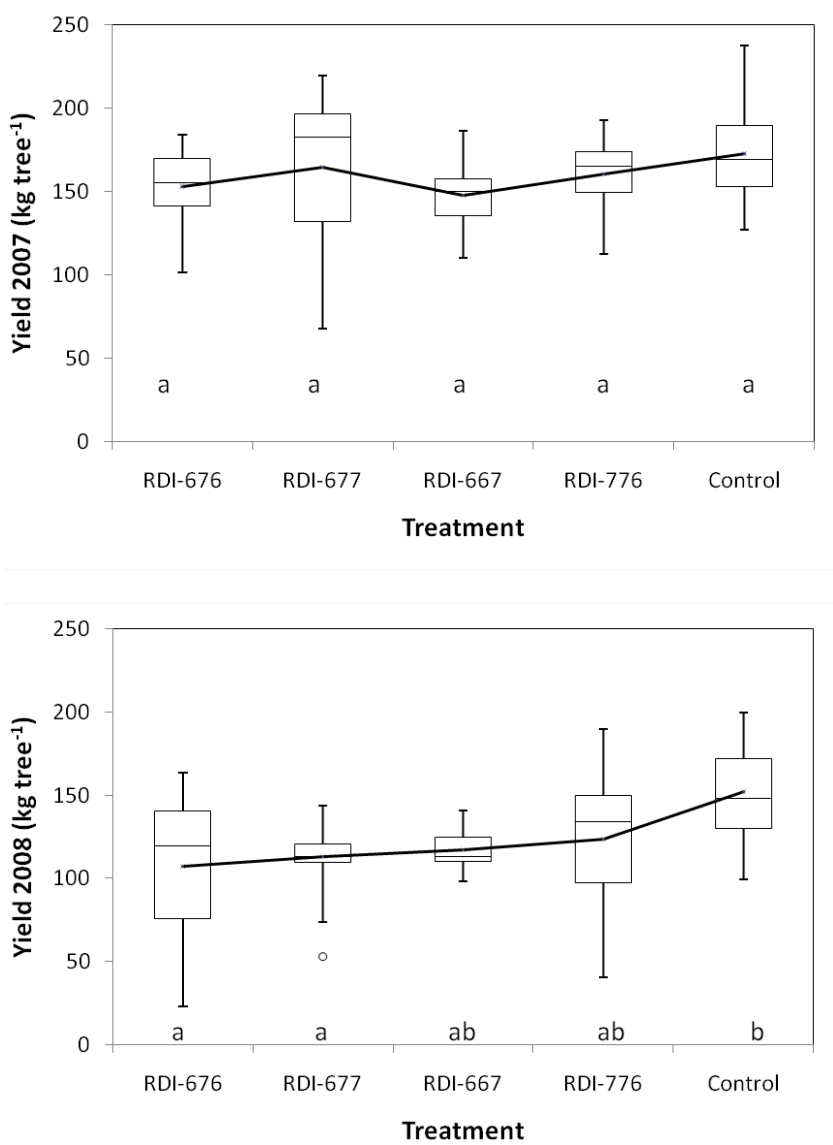 250
200
150
100
50
0
Yield 2007 (kg tree-1)
a a a a a
RDI-676 RDI-677 RDI-667 RDI-776 Control
Treatment
250
200
150
100
50
0
Yield 2008 (kg tree-1)
a a ab ab b
RDI-676 RDI-677 RDI-667 RDI-776 Control
Treatment